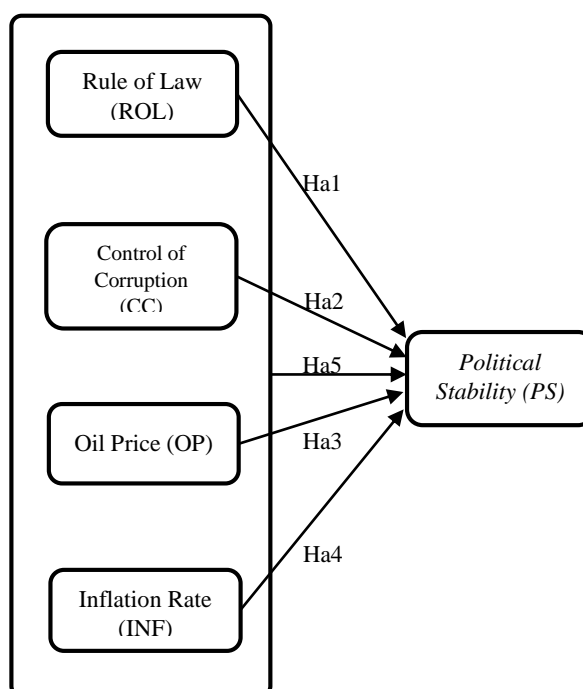 Rule of Law
(ROL)
Ha1
Control of
Corruption
(CC)
Ha2
Political
Stability (PS)
Ha5
Oil Price (OP)
Ha3
Ha4
Inflation Rate
(INF)